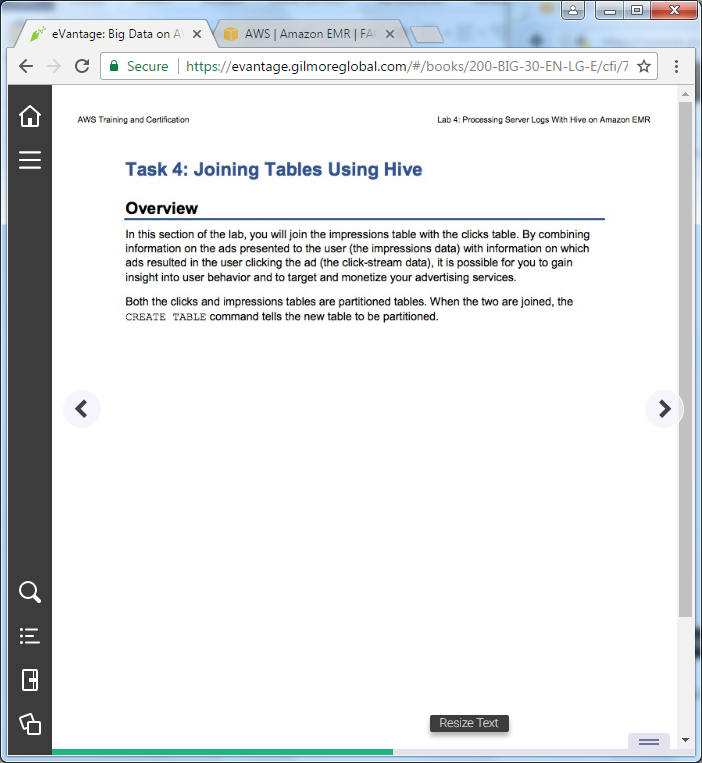 eVantage: Big Data on A
AWS | Amazon EMR | FA
Secure
https://evantage.gilmoreglobal.com/#/books/200-BIG-30-EN-LG-E/cfi/7
AWS Training and Certification
Lab 4: Processing Server Logs With Hive on Amazon EMR
Task 4: Joining Tables Using Hive
Overview
In this section of the lab, you will join the impressions table with the clicks table. By combining
information on the ads presented to the user (the impressions data) with information on which
ads resulted in the user clicking the ad (the click-stream data), it is possible for you to gain
insight into user behavior and to target and monetize your advertising services.
Both the clicks and impressions tables are partitioned tables. When the two are joined, the
CREATE TABLE command tells the new table to be partitioned.
Resize Text